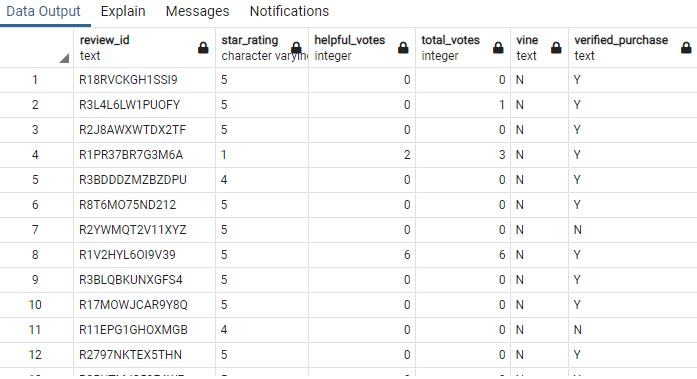 Data Output Explain Messages Notifications
review_id star_rating helpful_votes total_votes vine verified_purchase
text character varying integer integer text text
1 R18RVCKGH1SSI9 5 0 0 N Y
2 R3L4L6LW1PUOFY 5 0 1 N Y
3 R2J8AWXWTDX2TF 5 0 0 N Y
4 R1PR37BR7G3M6A 1 2 3 N Y
5 R3BDDDZMZBZDPU 4 0 0 N Y
6 R8T6MO75ND212 5 0 0 N Y
7 R2YWMQT2V11XYZ 5 0 0 N N
8 R1V2HYL6OI9V39 5 6 6 N Y
9 R3BLQBKUNXGFS4 5 0 0 N Y
10 R17MOWJCAR9Y8Q 5 0 0 N Y
11 R11EPG1GHOXMGB 4 0 0 N N
12 R2797NKTEX5THN 5 0 0 N Y